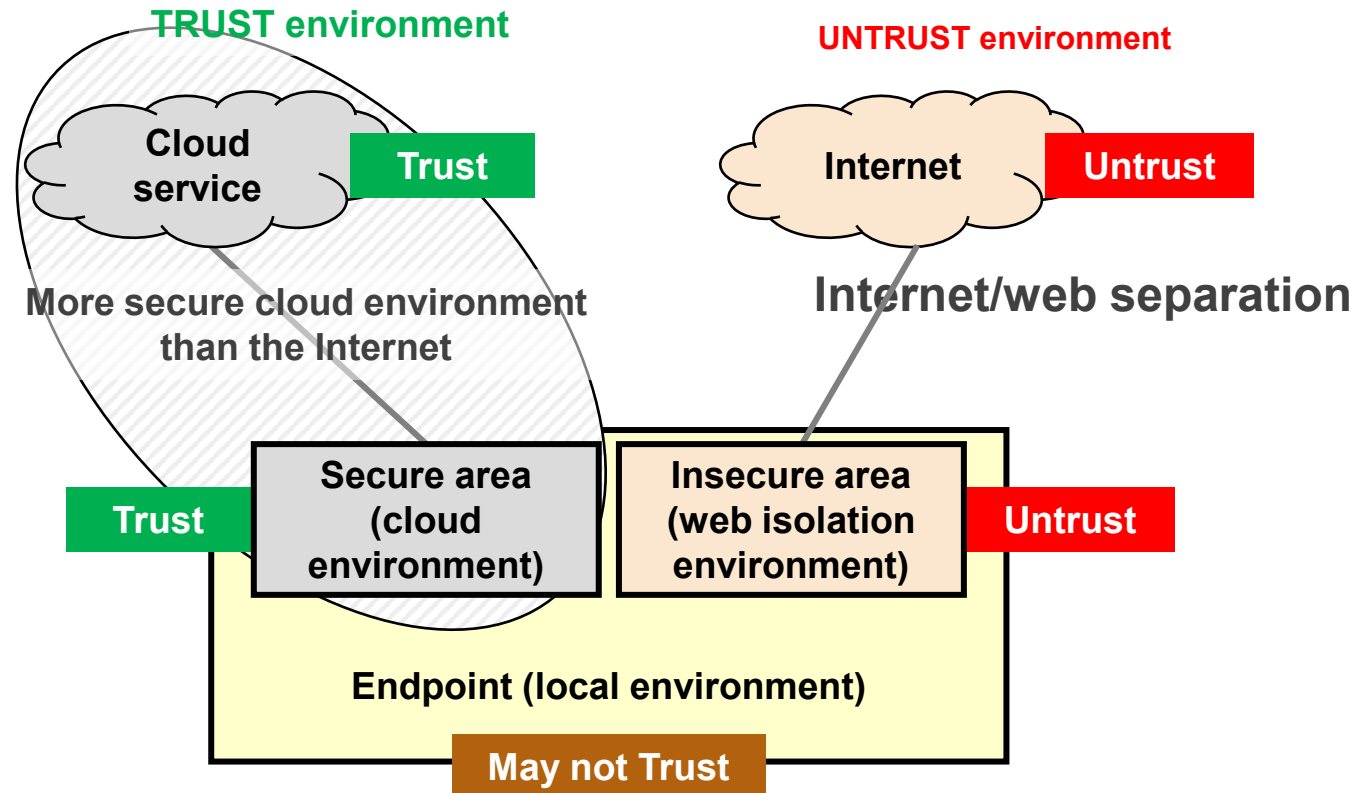 TRUST environment
UNTRUST environment
Cloud
service
Trust
Internet
Untrust
More secure cloud environment
than the Internet
Internet/web separation
Secure area
(cloud
environment)
Insecure area
(web isolation
environment)
Trust
Untrust
Endpoint (local environment)
May not Trust